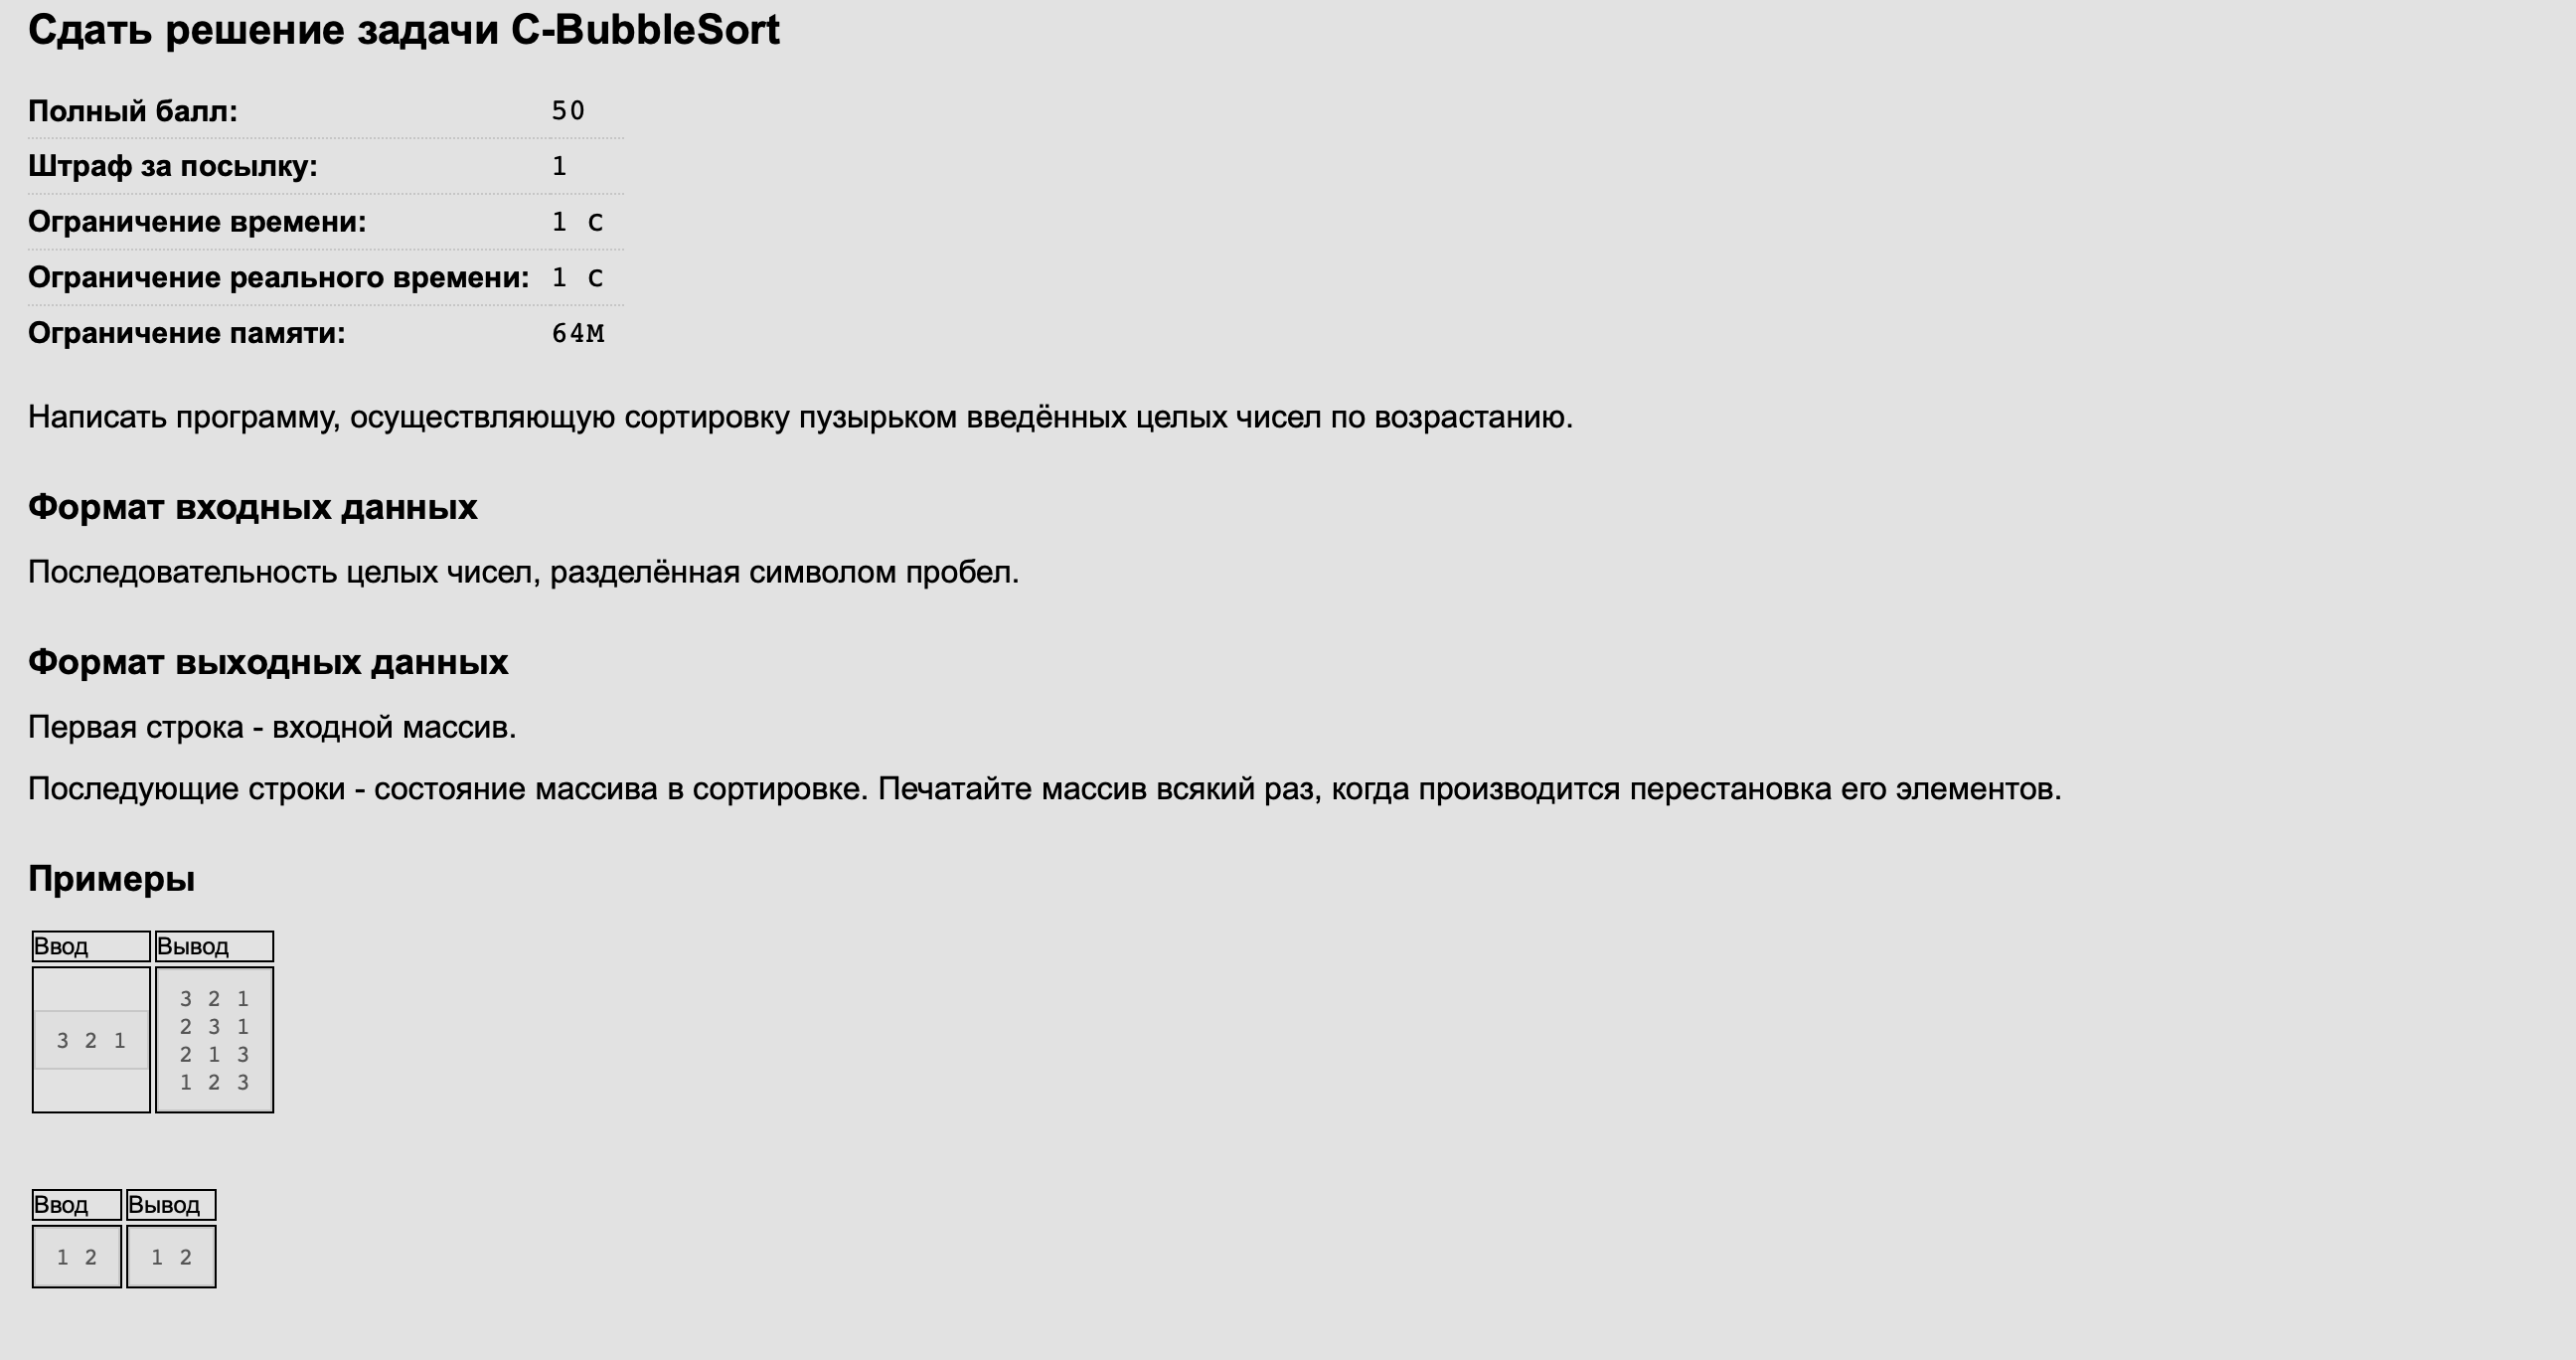 Сдать решение задачи C-BubbleSort
Полный балл: 50
Штраф за посылку: 1
Ограничение времени: 1 с
Ограничение реального времени: 1 с
Ограничение памяти: 64M
Написать программу, осуществляющую сортировку пузырьком введённых целых чисел по возрастанию.
Формат входных данных
Последовательность целых чисел, разделённая символом пробел.
Формат выходных данных
Первая строка - входной массив.
Последующие строки - состояние массива в сортировке. Печатайте массив всякий раз, когда производится перестановка его элементов.
Примеры
Ввод Вывод
3 2 1
3 2 1
2 3 1
2 1 3
1 2 3
Ввод Вывод
1 2 1 2